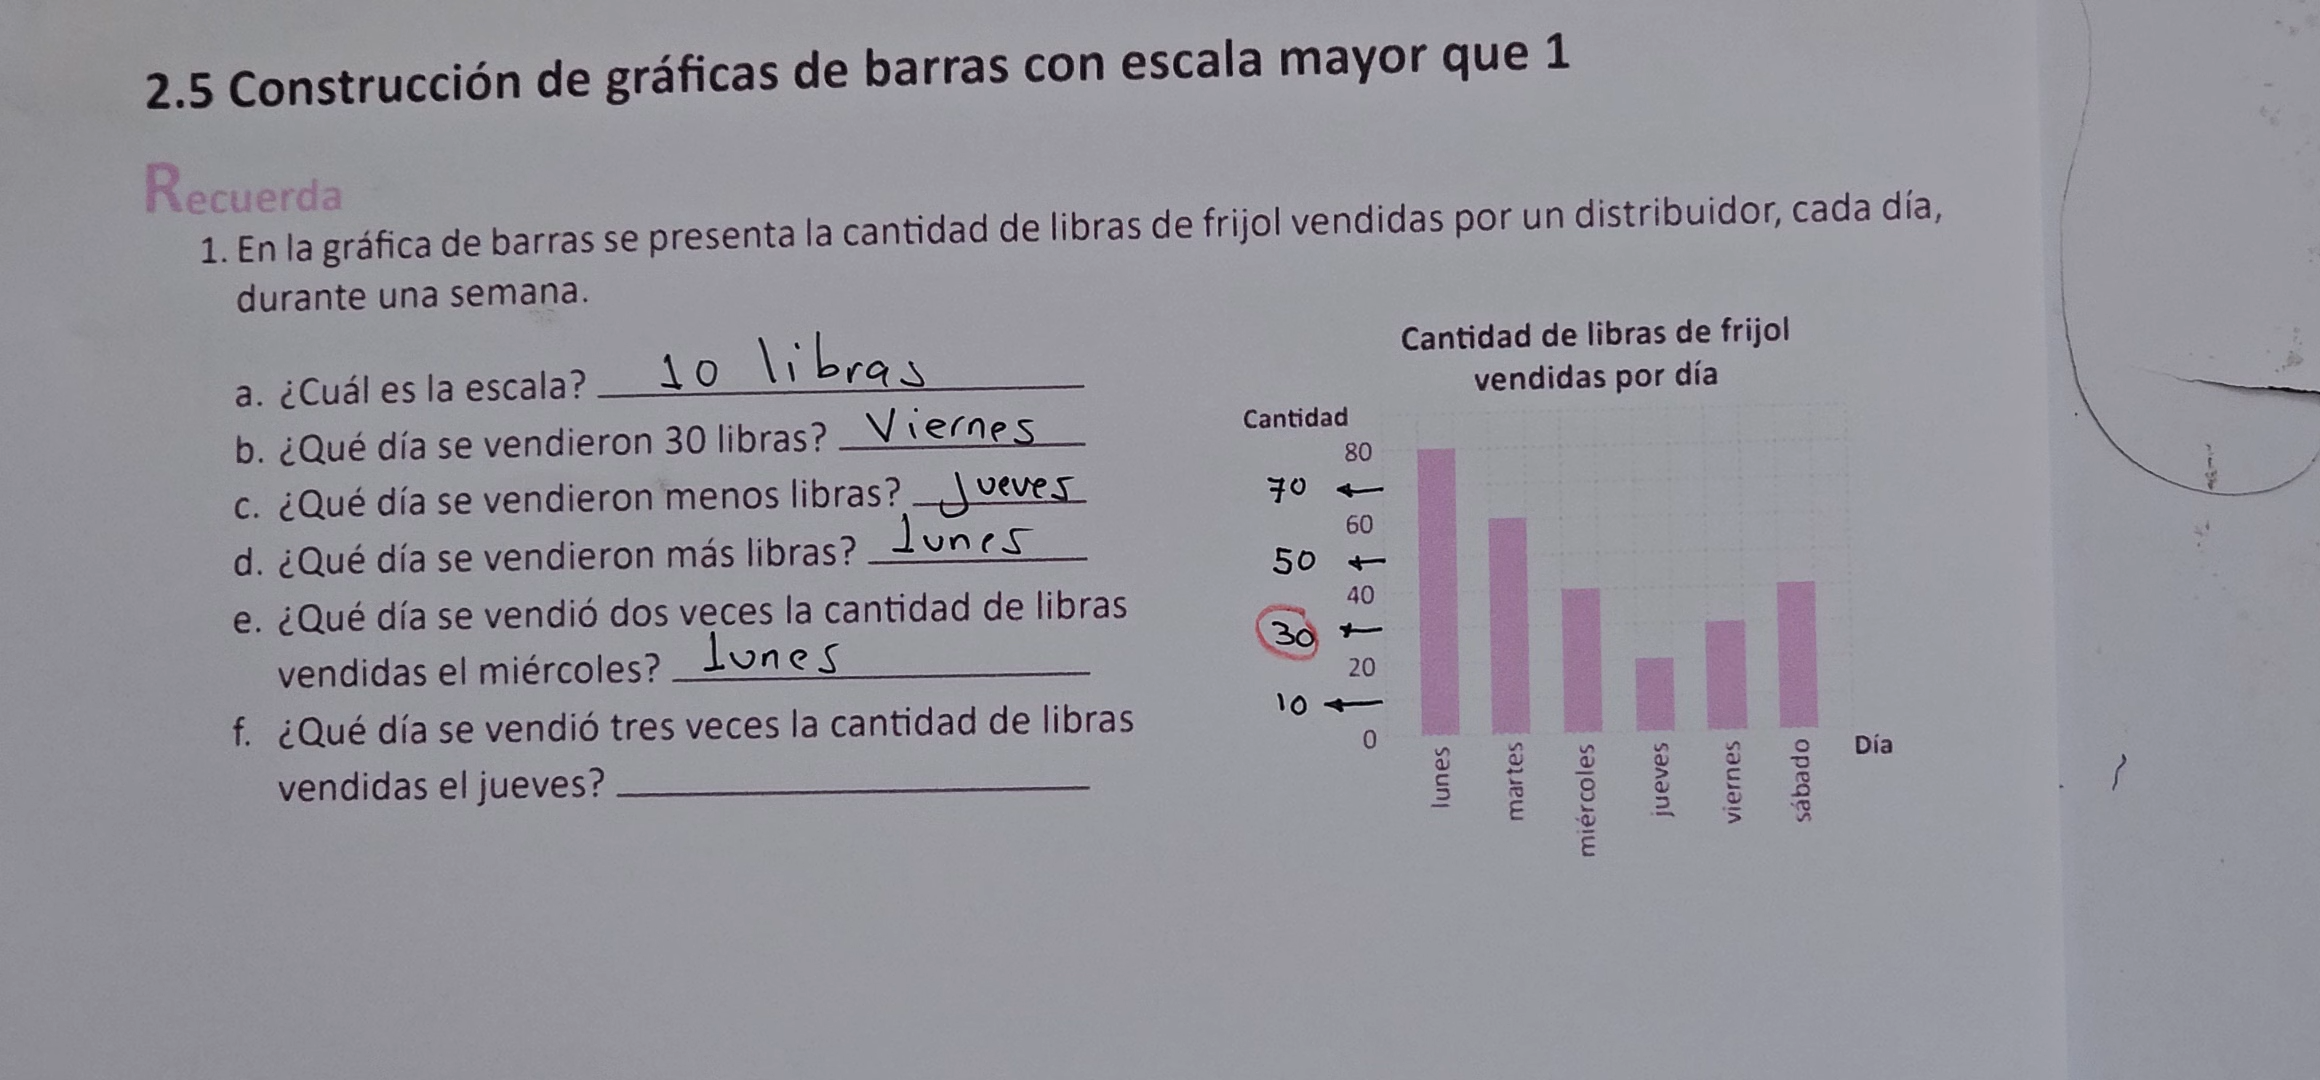 2.5 Construcción de gráficas de barras con escala mayor que 1
Recuerda
1. En la gráfica de barras se presenta la cantidad de libras de frijol vendidas por un distribuidor, cada día,
durante una semana.
a. ¿Cuál es la escala? 10 libras
b. ¿Qué día se vendieron 30 libras? Viernes
c. ¿Qué día se vendieron menos libras? Jueves
d. ¿Qué día se vendieron más libras? lunes
e. ¿Qué día se vendió dos veces la cantidad de libras
vendidas el miércoles? lunes
f. ¿Qué día se vendió tres veces la cantidad de libras
vendidas el jueves?
Cantidad de libras de frijol
vendidas por día
Cantidad
80
70
60
50
40
30
20
10
0
lunes
martes
miércoles
jueves
viernes
sábado
Día